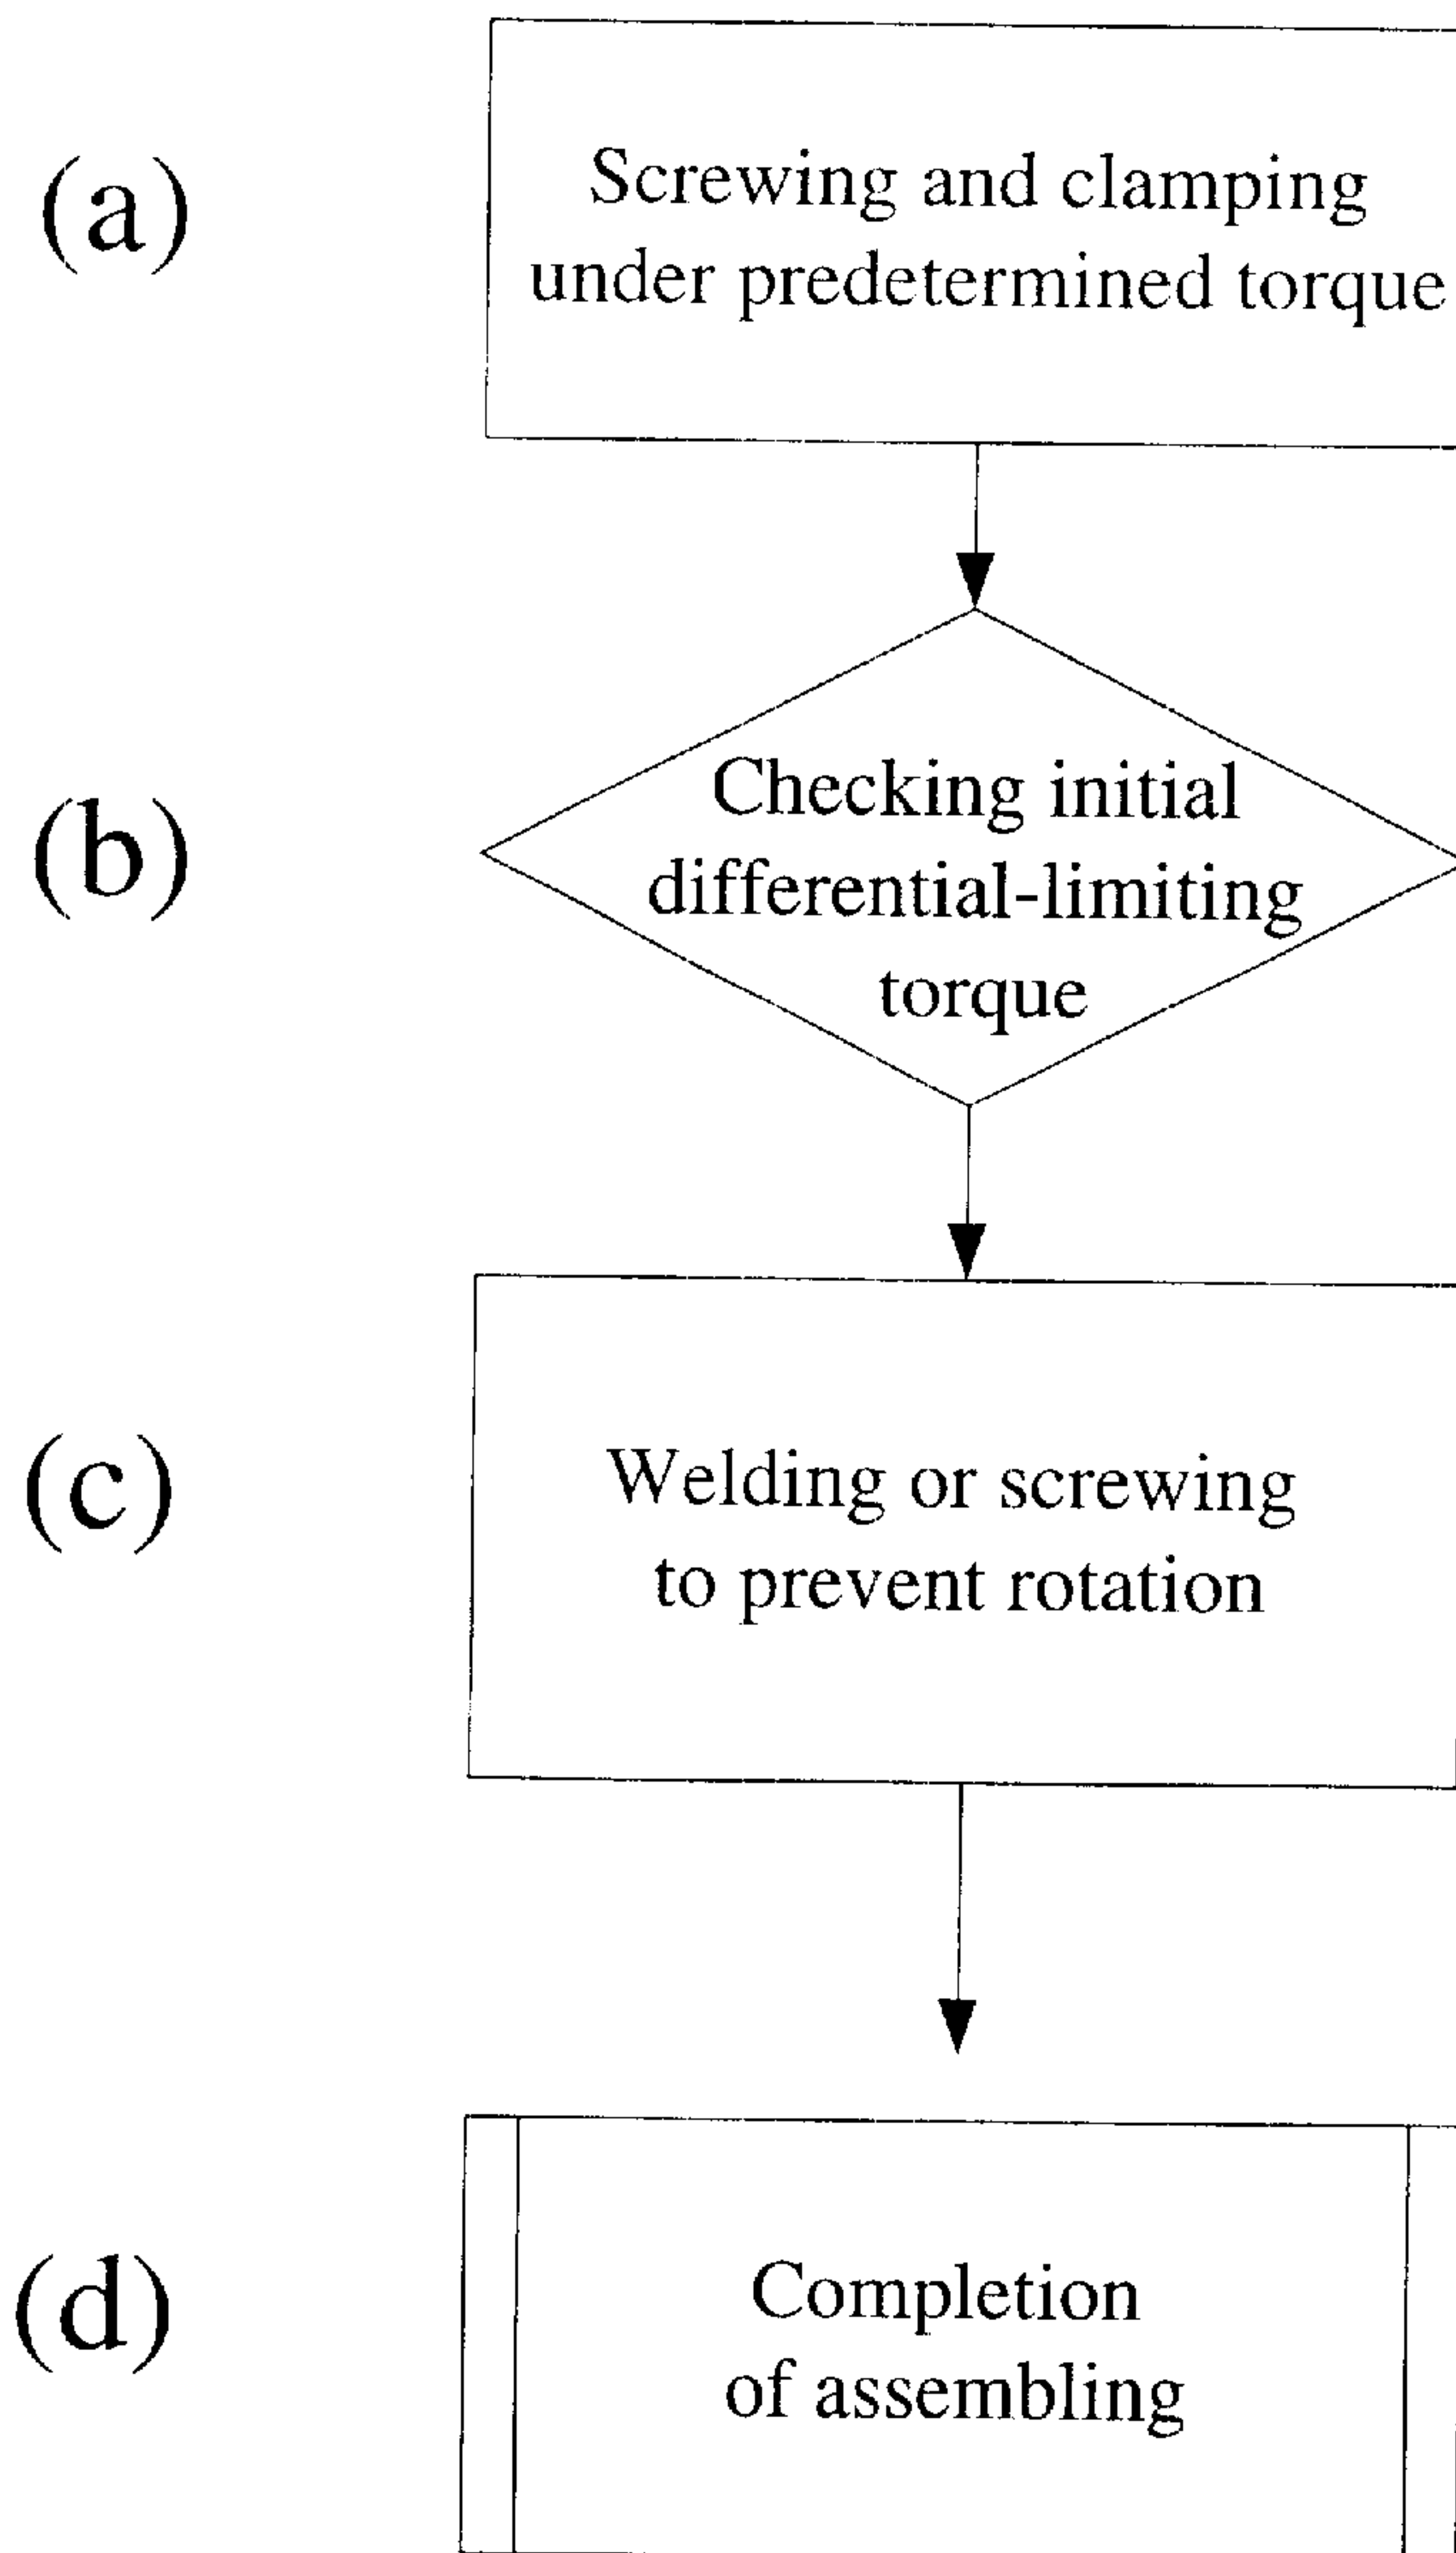 (a)
Screwing and clamping
under predetermined torque
(b)
Checking initial
differential-limiting
torque
(c)
Welding or screwing
to prevent rotation
(d)
Completion
of assembling